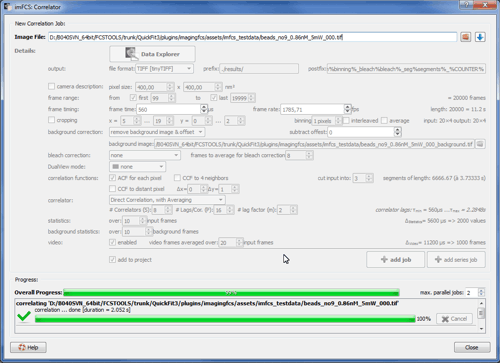 imFCS: Correlator
New Correlation Job:
Image File: D:/B040SVN_64bit/FCSTOOLS/trunk/QuickFit3/plugins/imagingfcs/assets/imfcs_testdata/beads_no9_0.86nM_5mW_000.tif
Details:
Data Explorer
output: file format: TIFF [tinyTIFF] prefix: ./results/ postfix: %binning%_bleach%bleach%_seg%segments%_%COUNTER%
camera description: pixel size: 400,00 x 400,00 nm²
frame range: from first 99 to last 19999 = 20000 frames
frame timing: frame time: 560 µs frame rate: 1785,71 fps length: 20000 = 11.2 s
cropping x = 5 ... 19 y = 0 ... 2 binning 1 pixels interleaved average input: 20×4 output: 20×4
background correction: remove background image & offset subtract offset: 0
background image: 040SVN_64bit/FCSTOOLS/trunk/QuickFit3/plugins/imagingfcs/assets/imfcs_testdata/beads_no9_0.86nM_5mW_000_background.tif
bleach correction: none frames to average for bleach correction 8
DualView mode: none
correlation functions: ACF for each pixel CCF to 4 neighbors cut input into: 3 segments of length: 6666.67 (à 3.73333 s)
CCF to distant pixel Δx= 0 Δy= 1
correlator: Direct Correlation, with Averaging
# Correlators (S): 8 # Lags/Cor. (P): 16 # lag factor (m): 2 correlator lags: = 560µs = 2.2848s
statistics: over: 10 input frames = 5600 µs => 2000 values
background statistics: over: 10 background frames
video: enabled video frames averaged over: 20 input frames = 11200 µs => 1000 frames
add to project add job add series job
Progress:
Overall Progress: max. parallel jobs: 2
correlating 'D:/B040SVN_64bit/FCSTOOLS/trunk/QuickFit3/plugins/imagingfcs/assets/imfcs_testdata/beads_no9_0.86nM_5mW_000.tif'
correlation ... done [duration = 2.052 s]
100% Cancel
Help Close